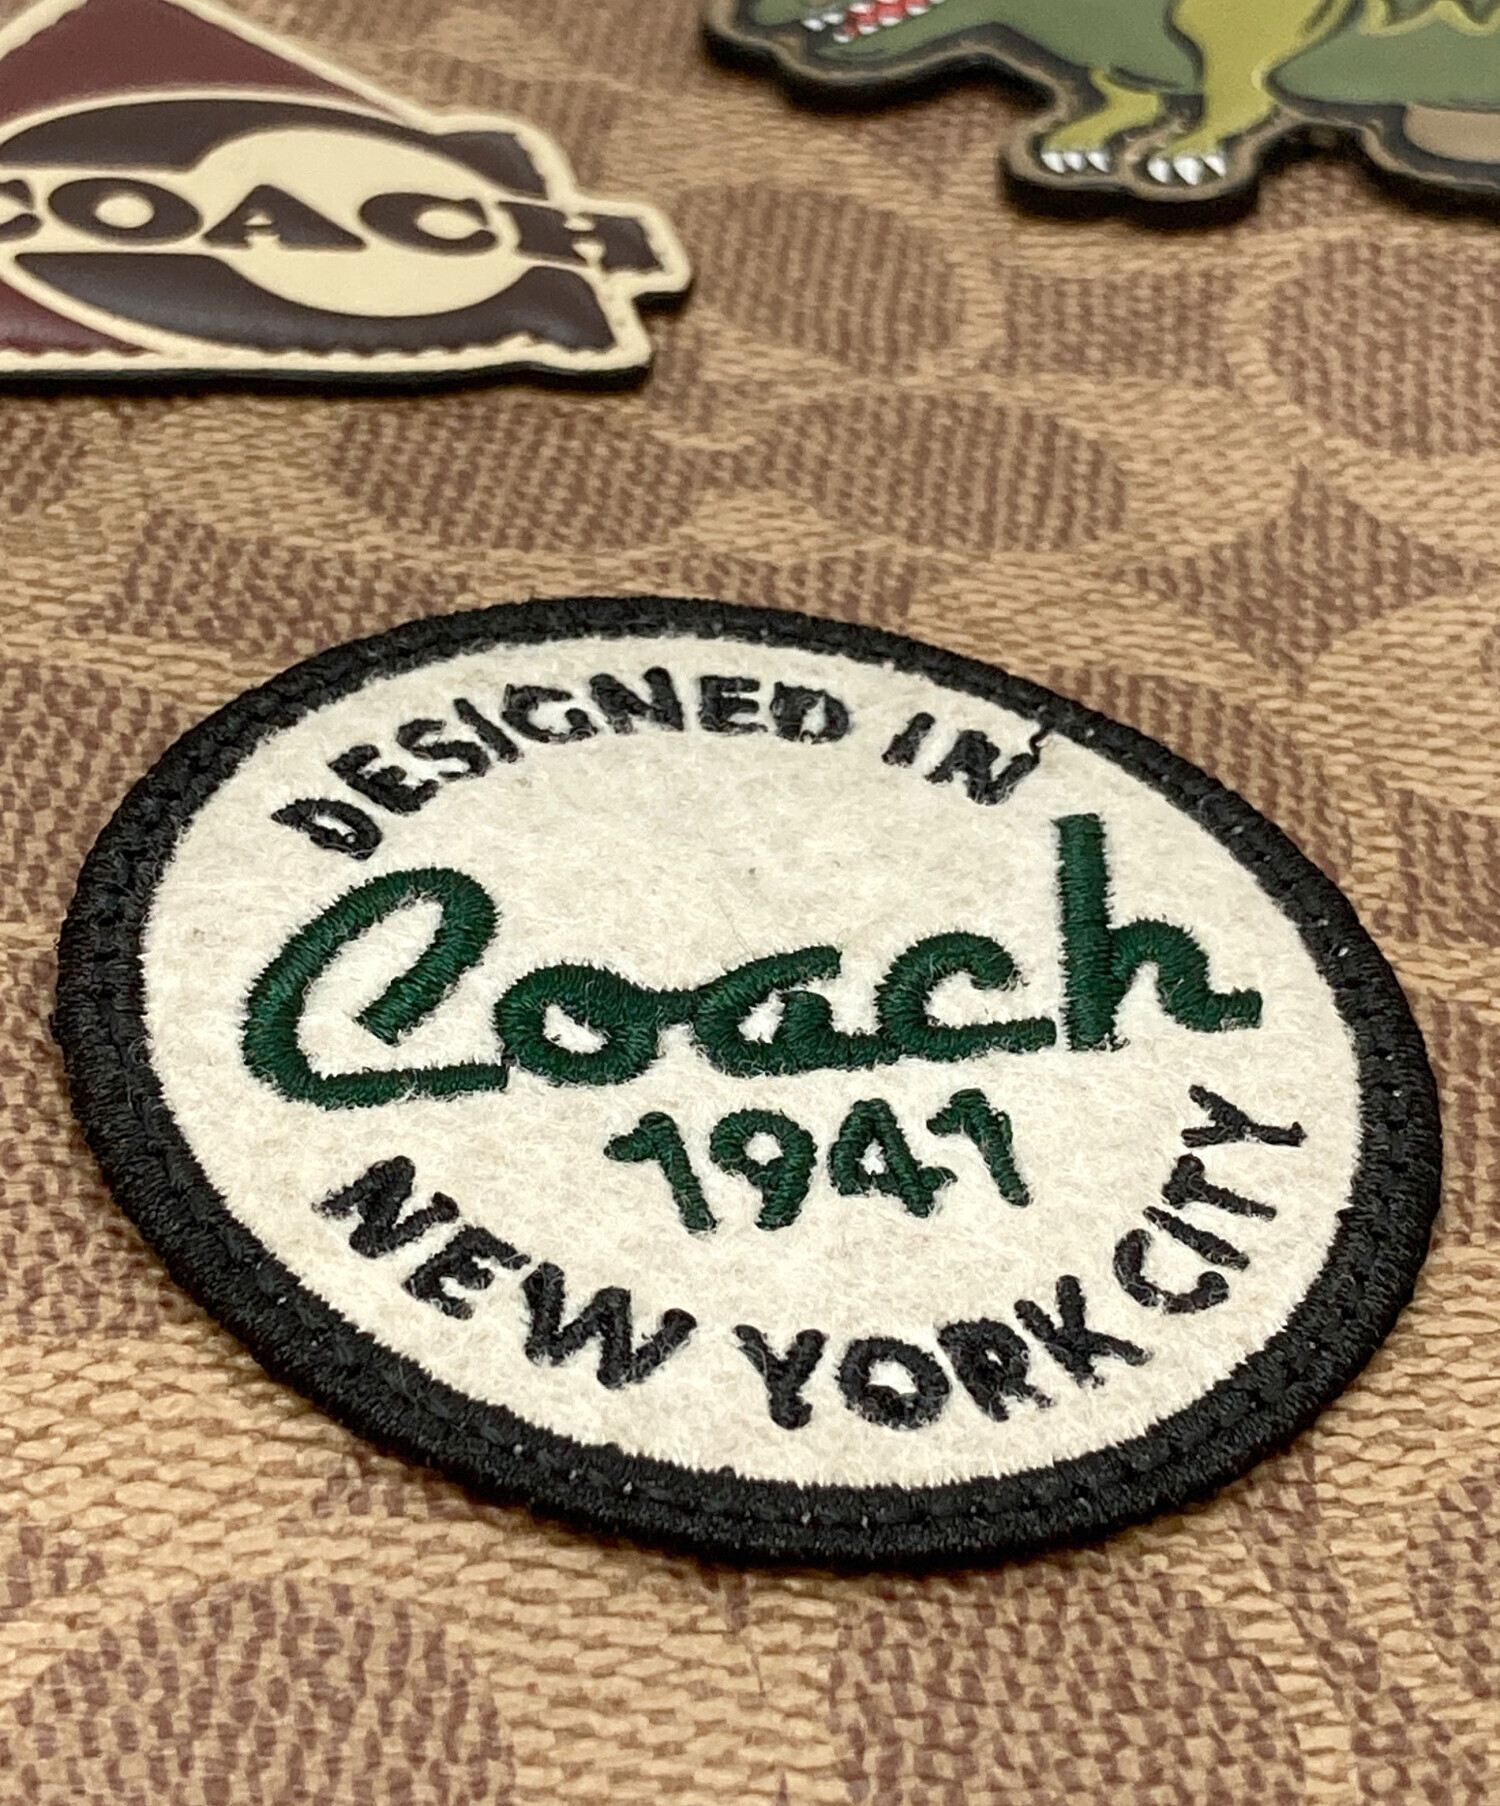 COACH
DESIGNED IN
Coach
1941
NEW YORK CITY